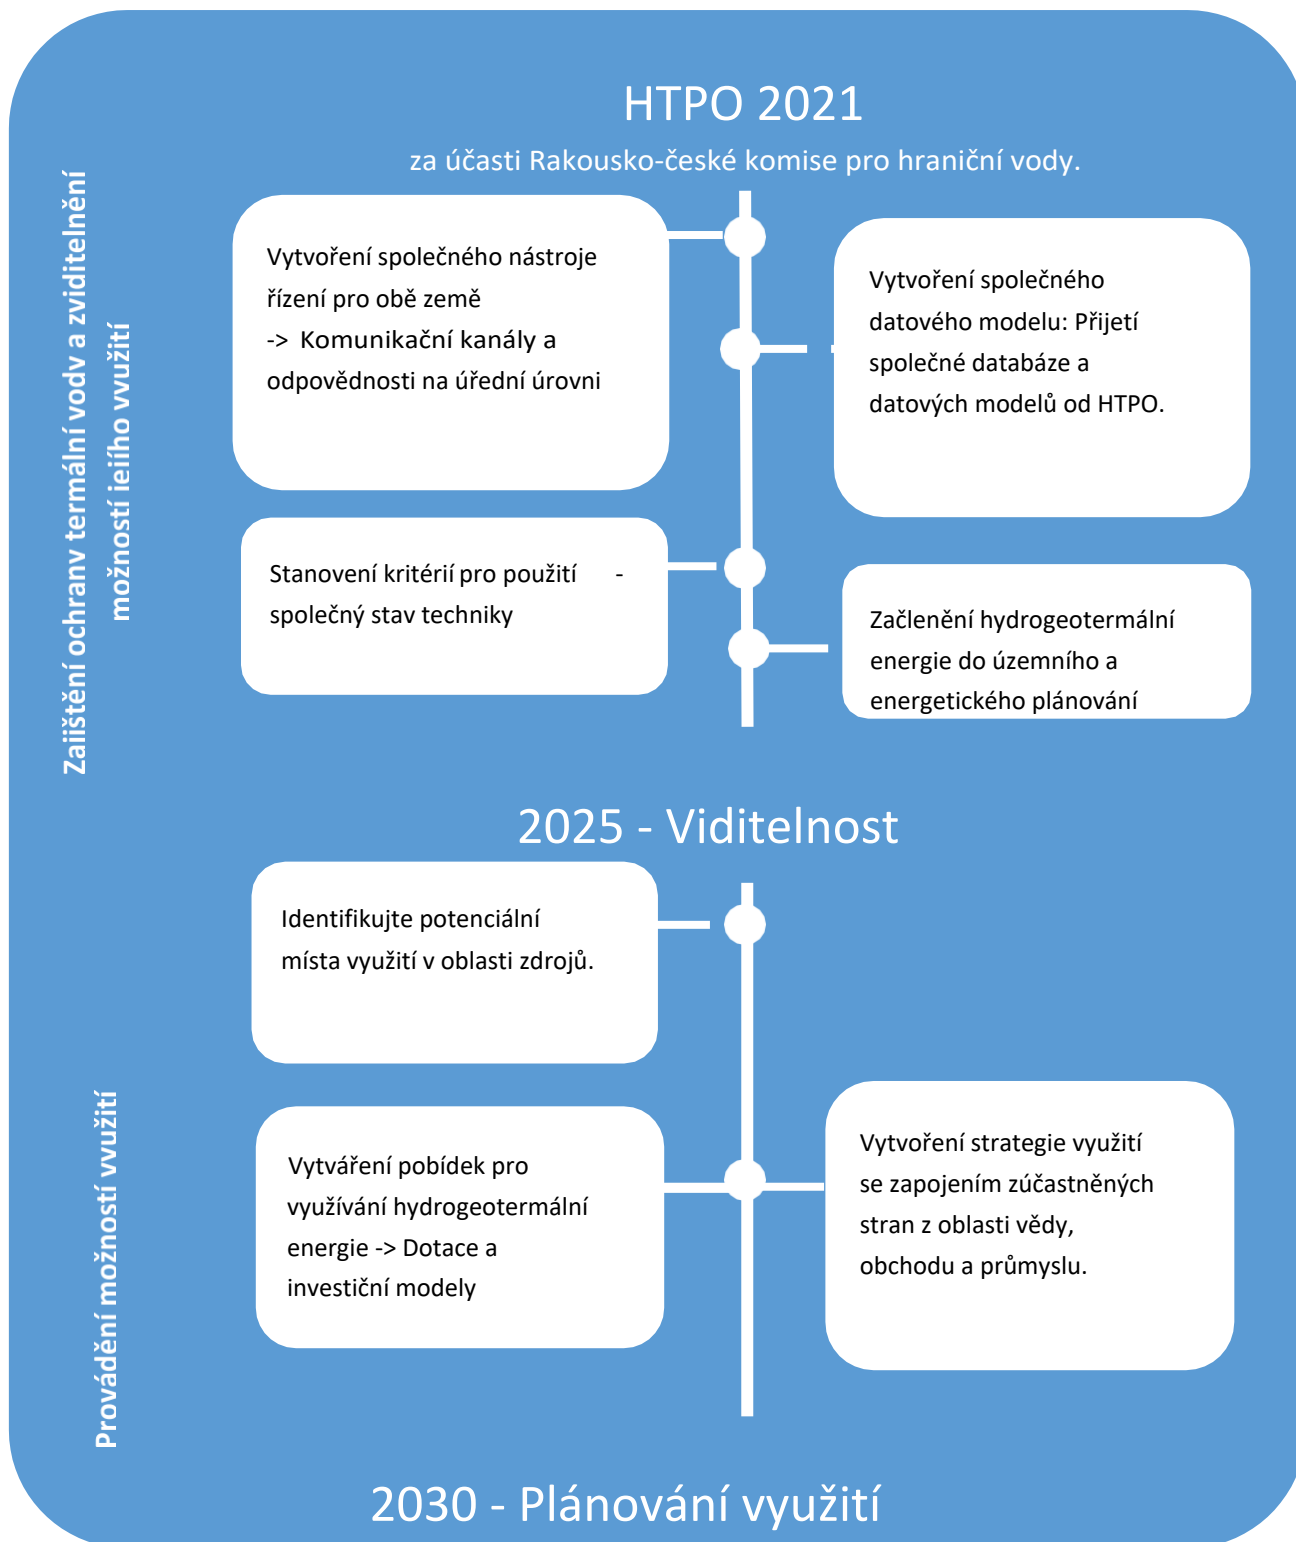 HTPO 2021
za účasti Rakousko-české komise pro hraniční vody.
Zajištění ochrany termální vody a zviditelnění
možností jejího využití
Vytvoření společného nástroje
řízení pro obě země
-> Komunikační kanály a
odpovědnosti na úřední úrovni
Vytvoření společného
datového modelu: Přijetí
společné databáze a
datových modelů od HTPO.
Stanovení kritérií pro použití -
společný stav techniky
Začlenění hydrogeotermální
energie do územního a
energetického plánování
2025 - Viditelnost
Identifikujte potenciální
místa využití v oblasti zdrojů.
Provádění možností využití
Vytváření pobídek pro
využívání hydrogeotermální
energie -> Dotace a
investiční modely
Vytvoření strategie využití
se zapojením zúčastněných
stran z oblasti vědy,
obchodu a průmyslu.
2030 - Plánování využití